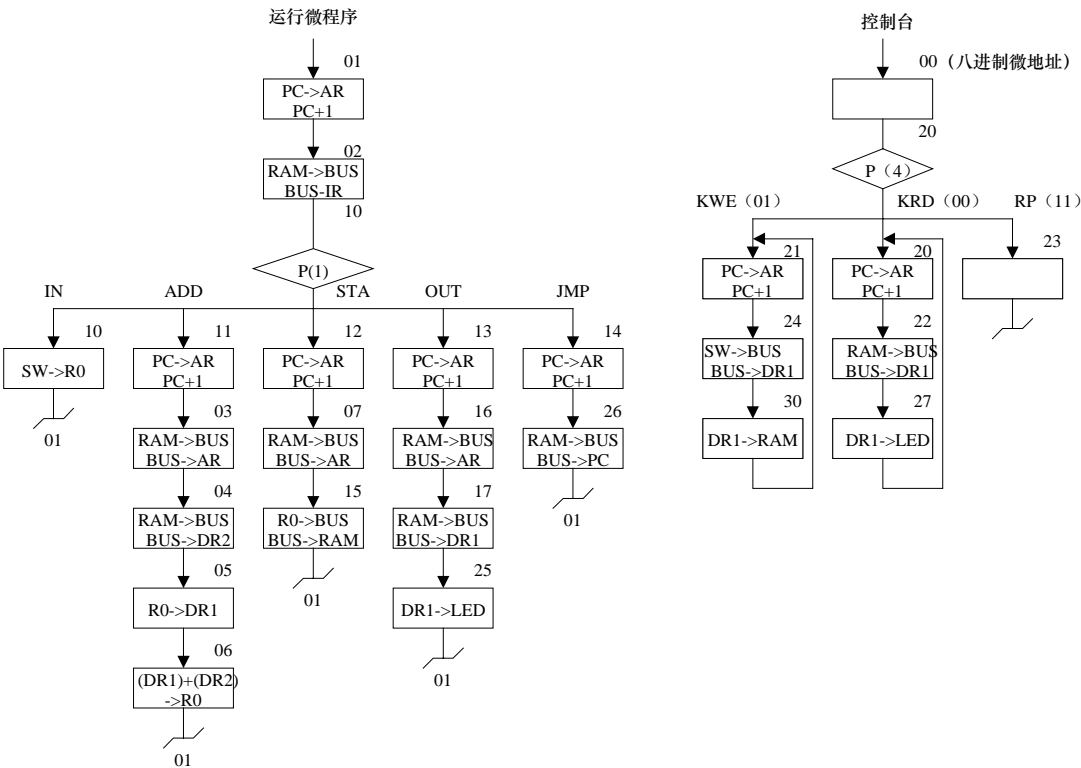 运行微程序
01
PC->AR
PC+1
02
RAM->BUS
BUS-IR
10
P(1)
IN
ADD
STA
OUT
JMP
10
SW->R0
01
11
PC->AR
PC+1
03
RAM->BUS
BUS->AR
04
RAM->BUS
BUS->DR2
05
R0->DR1
06
(DR1)+(DR2)
->R0
01
12
PC->AR
PC+1
07
RAM->BUS
BUS->AR
15
R0->BUS
BUS->RAM
01
13
PC->AR
PC+1
16
RAM->BUS
BUS->AR
17
RAM->BUS
BUS->DR1
25
DR1->LED
01
14
PC->AR
PC+1
26
RAM->BUS
BUS->PC
01
控制台
00（八进制微地址）
20
P（4）
KWE（01）
KRD（00）
RP（11）
21
PC->AR
PC+1
24
SW->BUS
BUS->DR1
30
DR1->RAM
20
PC->AR
PC+1
22
RAM->BUS
BUS->DR1
27
DR1->LED
23